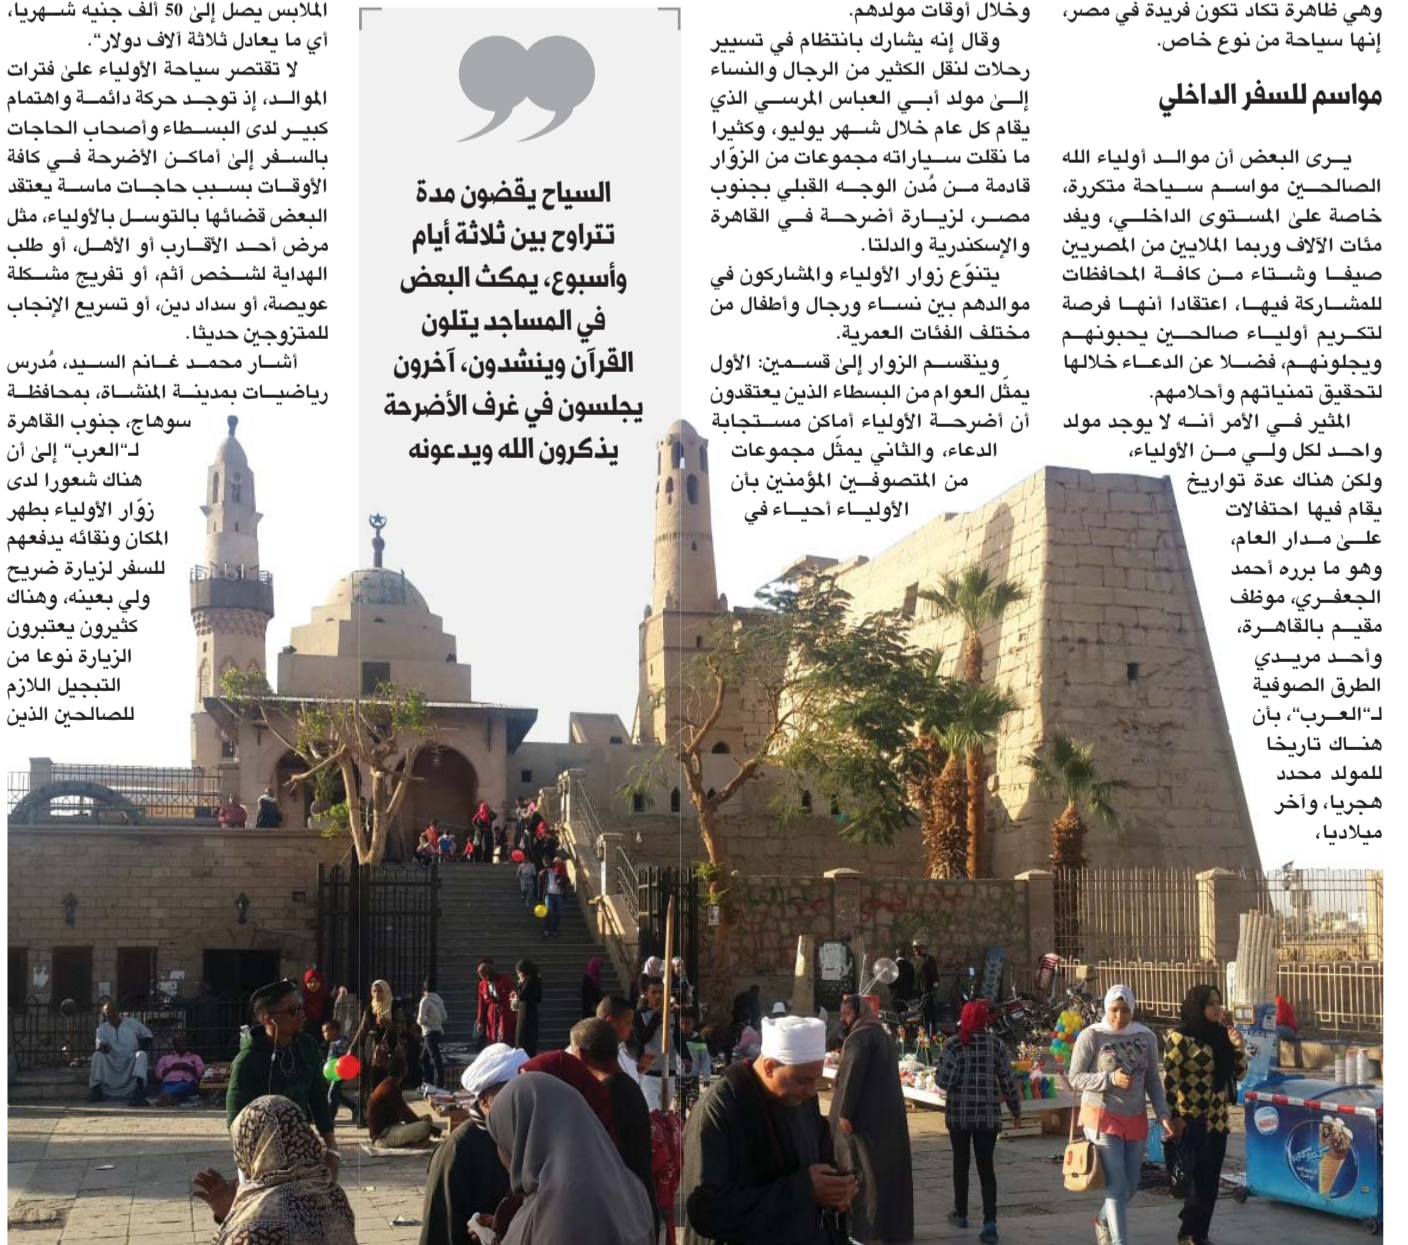 وهي ظاهرة تكاد تكون فريدة في مصر،
إنها سياحة من نوع خاص.
مواسم للسفر الداخلي
يرى البعض أن موالد أولياء الله
الصالحين مواسم سياحة متكررة،
خاصة على المستوى الداخلي، ويفد
مئات الآلاف وربما الملايين من المصريين
صيفا وشتاء من كافة المحافظات
للمشاركة فيها، اعتقادا أنها فرصة
لتكريم أولياء صالحين يحبونهم
ويجلونهم، فضلا عن الدعاء خلالها
لتحقيق تمنياتهم وأحلامهم.
المثير في الأمر أنه لا يوجد مولد
واحد لكل ولي من الأولياء،
ولكن هناك عدة تواريخ
يقام فيها احتفالات
على مدار العام،
وهو ما برره أحمد
الجعفري، موظف
مقيم بالقاهرة،
وأحد مريدي
الطرق الصوفية
لـ“العرب“، بأن
هناك تاريخا
للمولد محدد
هجريا، وآخر
ميلاديا،
وخلال أوقات مولدهم.
وقال إنه يشارك بانتظام في تسيير
رحلات لنقل الكثير من الرجال والنساء
إلى مولد أبي العباس المرسي الذي
يقام كل عام خلال شهر يوليو، وكثيرا
ما نقلت سياراته مجموعات من الزوّار
قادمة من مُدن الوجه القبلي بجنوب
مصر، لزيارة أضرحة في القاهرة
والإسكندرية والدلتا.
يتنوّع زوار الأولياء والمشاركون في
موالدهم بين نساء ورجال وأطفال من
مختلف الفئات العمرية.
وينقسم الزوار إلى قسمين: الأول
يمثّل العوام من البسطاء الذين يعتقدون
أن أضرحة الأولياء أماكن مستجابة
الدعاء، والثاني يمثّل مجموعات
من المتصوفين المؤمنين بأن
الأولياء أحياء في
السياح يقضون مدة
تتراوح بين ثلاثة أيام
وأسبوع، يمكث البعض
في المساجد يتلون
القرآن وينشدون، آخرون
يجلسون في غرف الأضرحة
يذكرون الله ويدعونه
الملابس يصل إلى 50 ألف جنيه شهريا،
أي ما يعادل ثلاثة آلاف دولار“.
لا تقتصر سياحة الأولياء على فترات
الموالد، إذ توجد حركة دائمة واهتمام
كبير لدى البسطاء وأصحاب الحاجات
بالسفر إلى أماكن الأضرحة في كافة
الأوقات بسبب حاجات ماسة يعتقد
البعض قضائها بالتوسل بالأولياء، مثل
مرض أحد الأقارب أو الأهل، أو طلب
الهداية لشخص آثم، أو تفريج مشكلة
عويصة، أو سداد دين، أو تسريع الإنجاب
للمتزوجين حديثا.
أشار محمد غانم السيد، مُدرس
رياضيات بمدينة المنشاة، بمحافظة
سوهاج، جنوب القاهرة
لـ“العرب“ إلى أن
هناك شعورا لدى
زوّار الأولياء بطهر
المكان ونقائه يدفعهم
للسفر لزيارة ضريح
ولي بعينه، وهناك
كثيرون يعتبرون
الزيارة نوعا من
التبجيل اللازم
للصالحين الذين